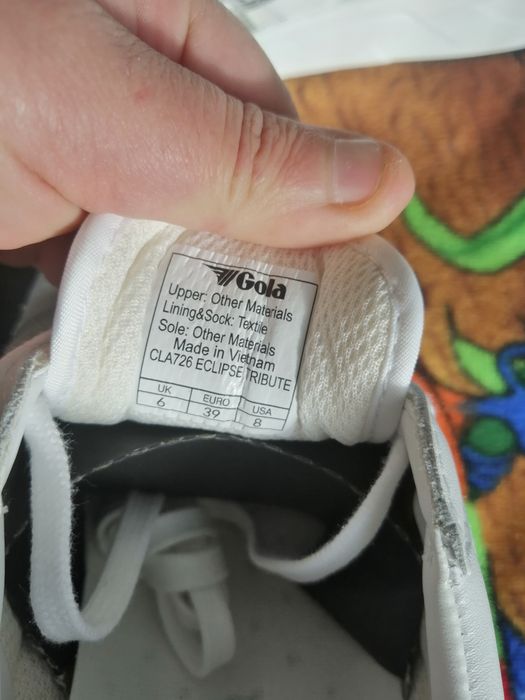 Gola
Upper: Other Materials
Lining&Sock: Textile
Sole: Other Materials
Made in Vietnam
CLA726 ECLIPSE TRIBUTE
UK EURO USA
6 39 8